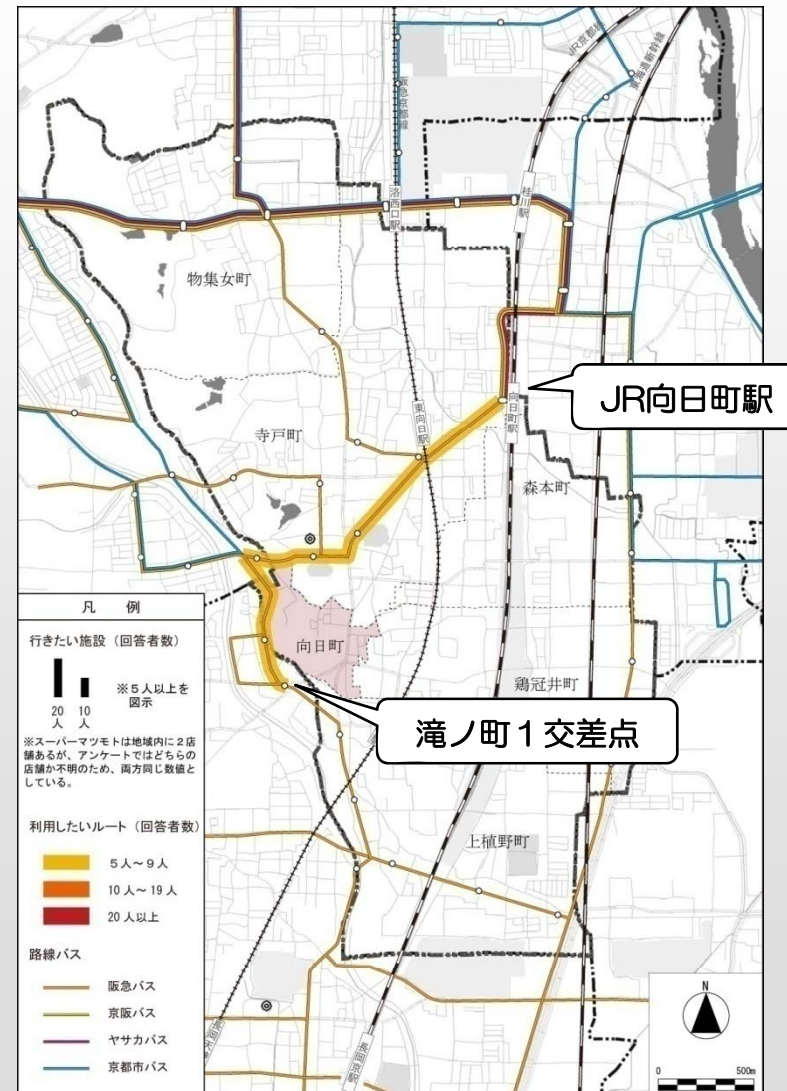 JR京都線
東海道新幹線
阪急京都線
洛西口駅
桂川駅
物集女町
JR向日町駅
向日町駅
東向日駅
寺戸町
森本町
凡 例
行きたい施設（回答者数）
20人
10人
※５人以上を
図示
※スーパーマツモトは地域内に２店
舗あるが、アンケートではどちらの
店舗か不明のため、両方同じ数値と
している。
向日町
鶏冠井町
滝ノ町１交差点
利用したいルート（回答者数）
５人～９人
10人～19人
20人以上
上植野町
路線バス
阪急バス
京阪バス
ヤサカバス
京都市バス
長岡京駅
N
0 500m